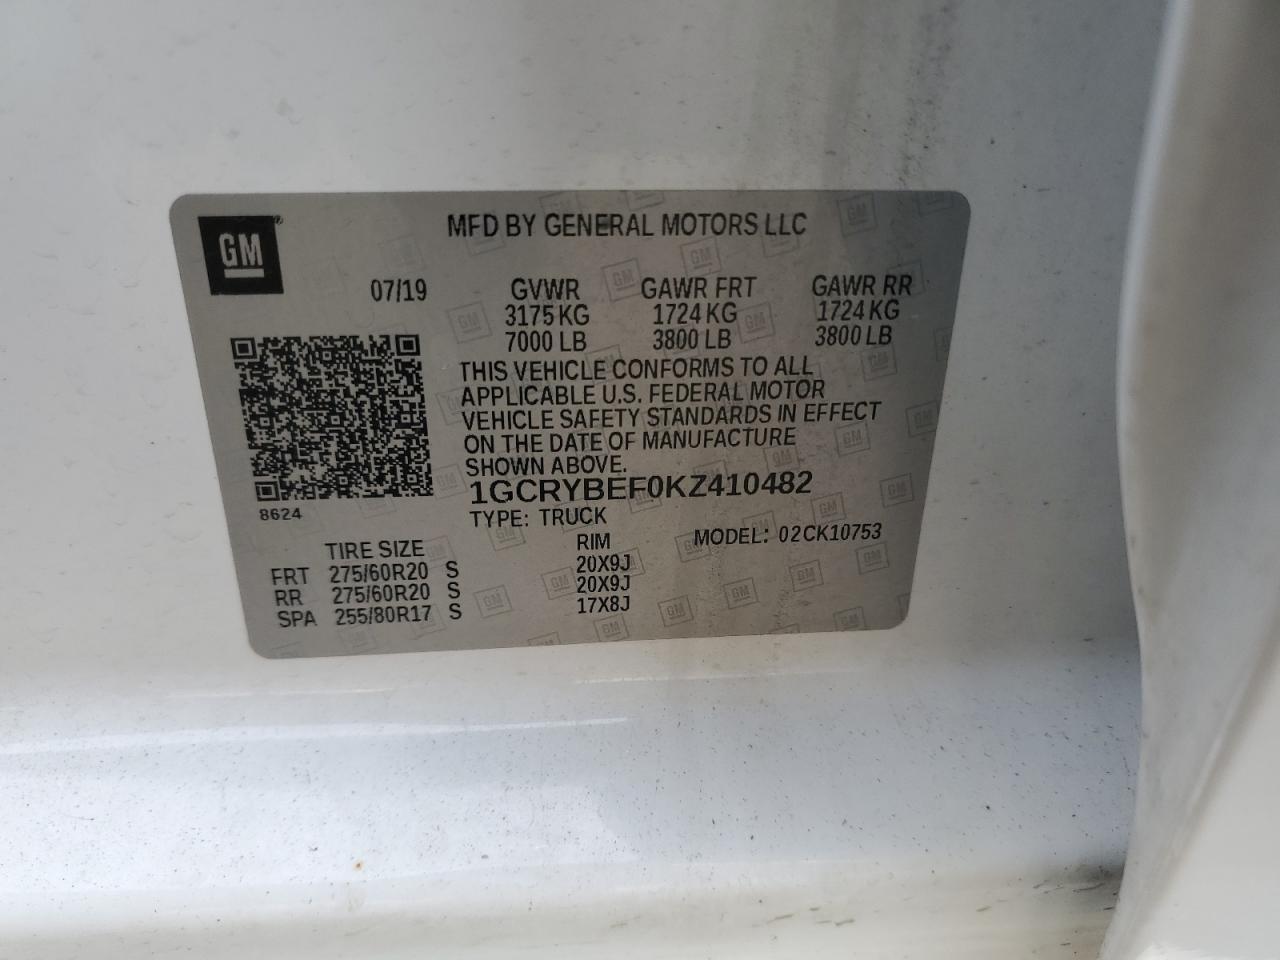 GM
MFD BY GENERAL MOTORS LLC
07/19
GVWR GAWR FRT GAWR RR
3175 KG 1724 KG 1724 KG
7000 LB 3800 LB 3800 LB
THIS VEHICLE CONFORMS TO ALL
APPLICABLE U.S. FEDERAL MOTOR
VEHICLE SAFETY STANDARDS IN EFFECT
ON THE DATE OF MANUFACTURE
SHOWN ABOVE.
1GCRYBEF0KZ410482
8624
TYPE: TRUCK
MODEL: 02CK10753
TIRE SIZE RIM
FRT 275/60R20 S 20X9J
RR 275/60R20 S 20X9J
SPA 255/80R17 S 17X8J